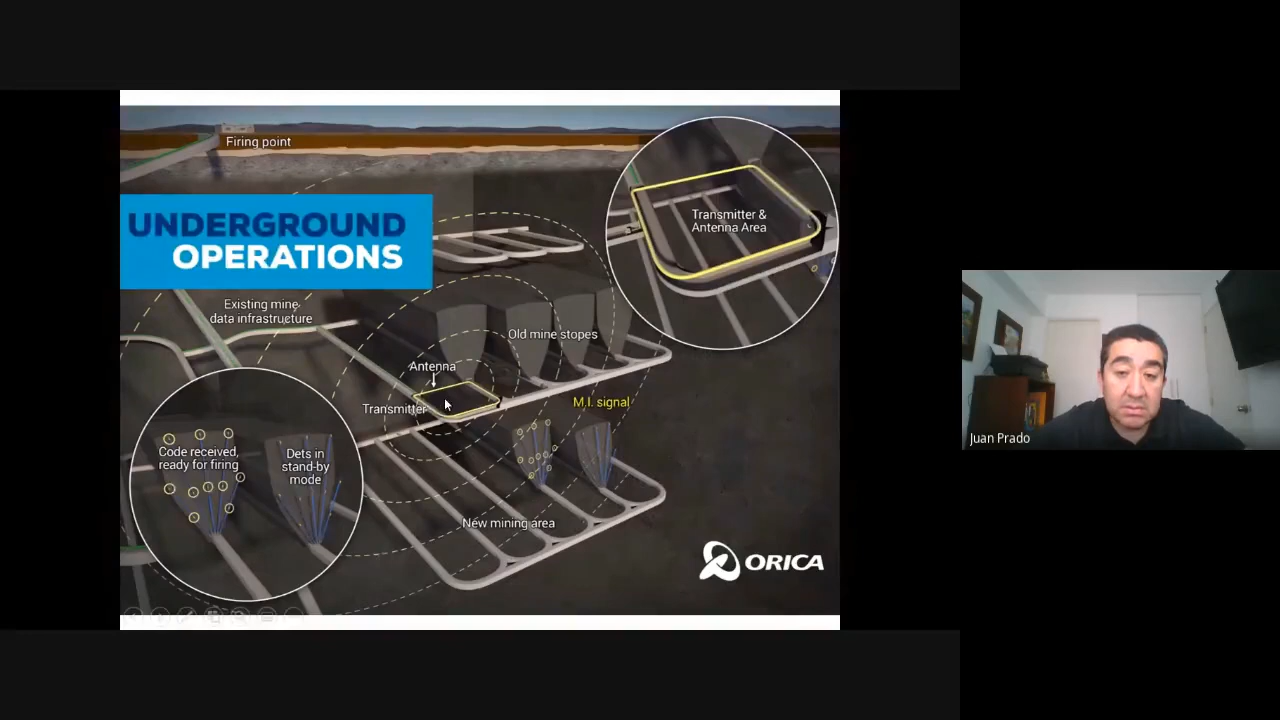 Firing point
UNDERGROUND
OPERATIONS
Transmitter &
Antenna Area
Existing mine
data infrastructure
Old mine stopes
Antenna
Transmitter
M.I. signal
Code received,
ready for firing
Dets in
stand-by
mode
New mining area
ORICA
Juan Prado